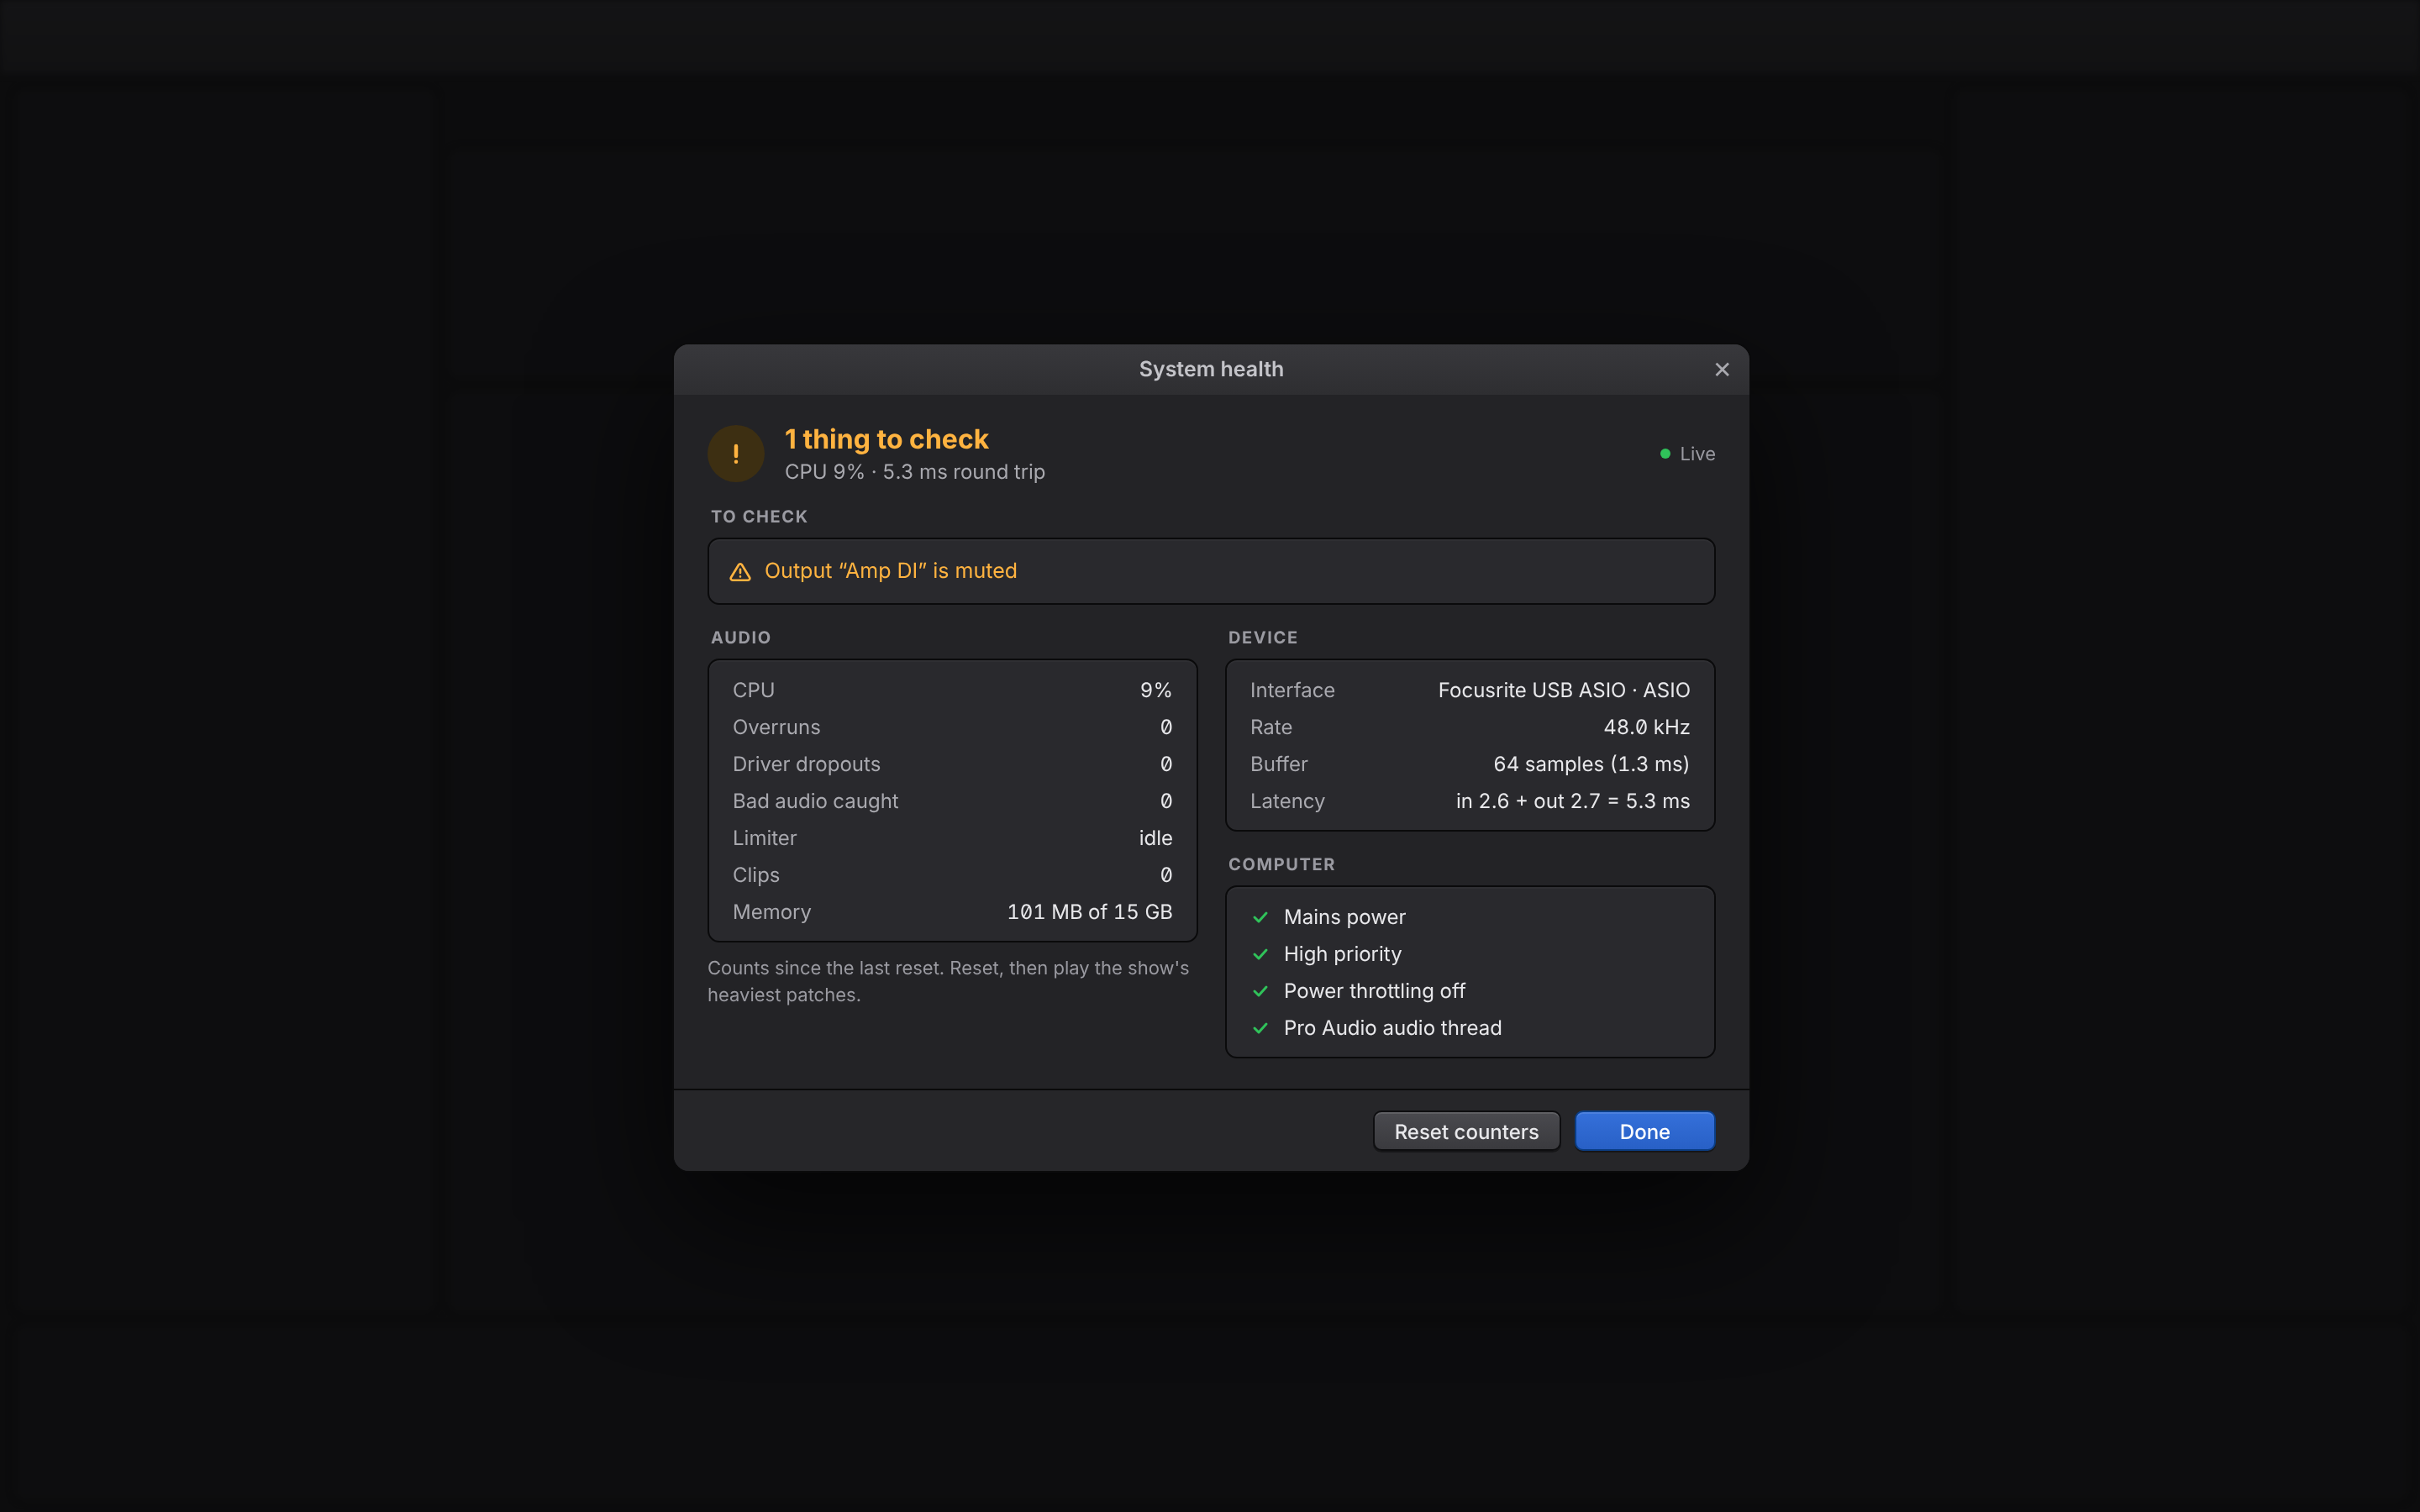 System health
1 thing to check
CPU 9% · 5.3 ms round trip
Live
TO CHECK
Output “Amp DI” is muted
AUDIO
CPU 9%
Overruns 0
Driver dropouts 0
Bad audio caught 0
Limiter idle
Clips 0
Memory 101 MB of 15 GB
Counts since the last reset. Reset, then play the show's
heaviest patches.
DEVICE
Interface Focusrite USB ASIO · ASIO
Rate 48.0 kHz
Buffer 64 samples (1.3 ms)
Latency in 2.6 + out 2.7 = 5.3 ms
COMPUTER
Mains power
High priority
Power throttling off
Pro Audio audio thread
Reset counters
Done